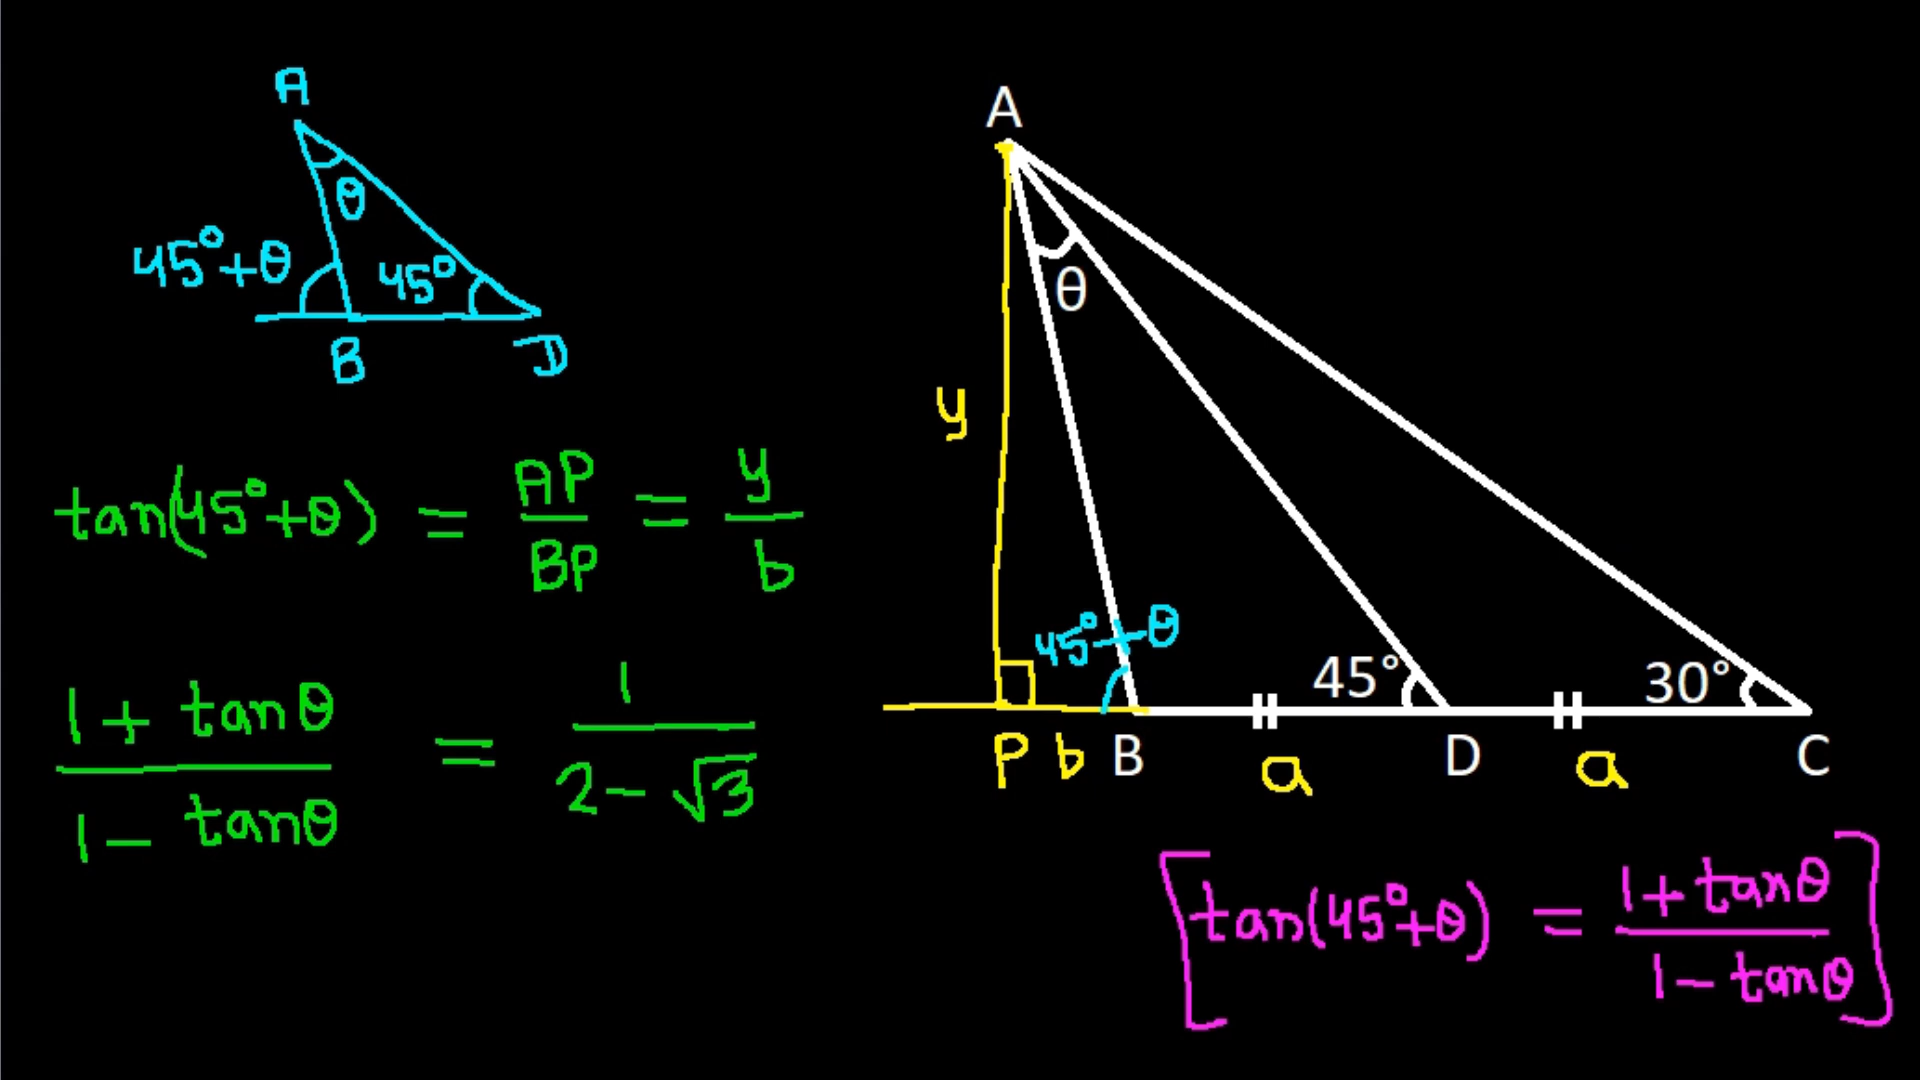 A
θ
45°+θ
45°
B
D
tan(45°+θ) = AP/BP = y/b
1+ tanθ / 1- tanθ = 1 / 2-√3
A
θ
y
45°+θ
45°
30°
P b B a D a C
[tan(45°+θ) = 1+tanθ / 1-tanθ]